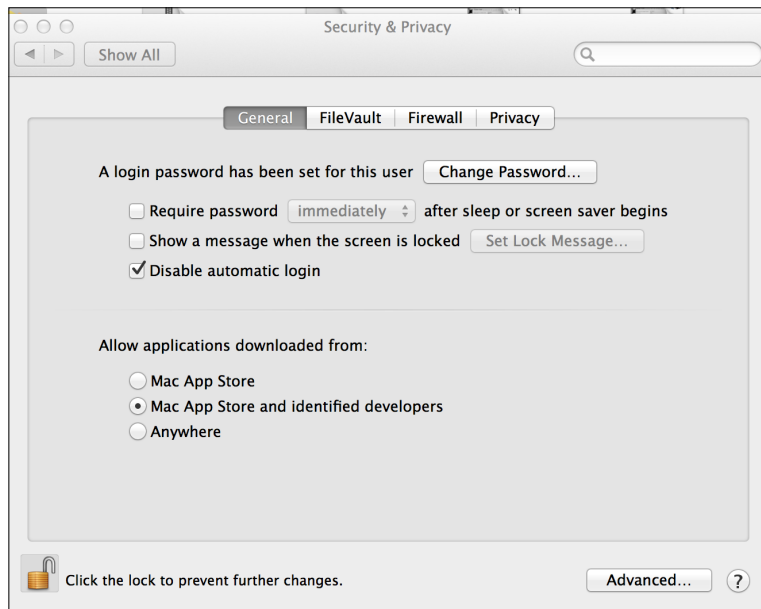 Security & Privacy
Show All
General FileVault Firewall Privacy
A login password has been set for this user Change Password...
Require password immediately after sleep or screen saver begins
Show a message when the screen is locked Set Lock Message...
Disable automatic login
Allow applications downloaded from:
Mac App Store
Mac App Store and identified developers
Anywhere
Click the lock to prevent further changes. Advanced... ?